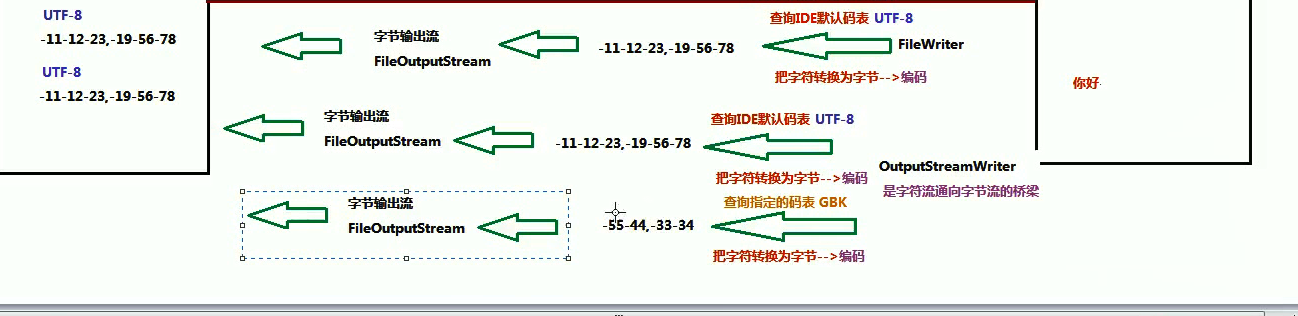 UTF-8
-11-12-23,-19-56-78
UTF-8
-11-12-23,-19-56-78
字节输出流
FileOutputStream
-11-12-23,-19-56-78
查询IDE默认码表 UTF-8
FileWriter
把字符转换为字节-->编码
你好
字节输出流
FileOutputStream
-11-12-23,-19-56-78
查询IDE默认码表 UTF-8
把字符转换为字节-->编码
OutputStreamWriter
是字符流通向字节流的桥梁
字节输出流
FileOutputStream
-55-44,-33-34
查询指定的码表 GBK
把字符转换为字节-->编码